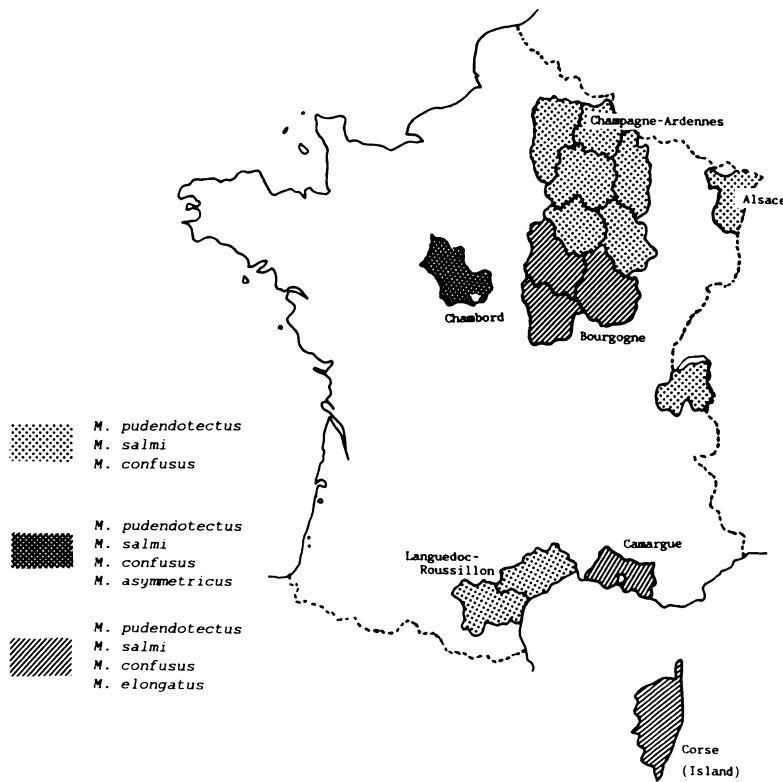 Champagne-Ardennes
Alsace
Chambord
Bourgogne
M. pudendotectus
M. salmi
M. confusus
M. pudendotectus
M. salmi
M. confusus
M. asymmetricus
Languedoc-
Roussillon
Camargue
M. pudendotectus
M. salmi
M. confusus
M. elongatus
Corse
(Island)